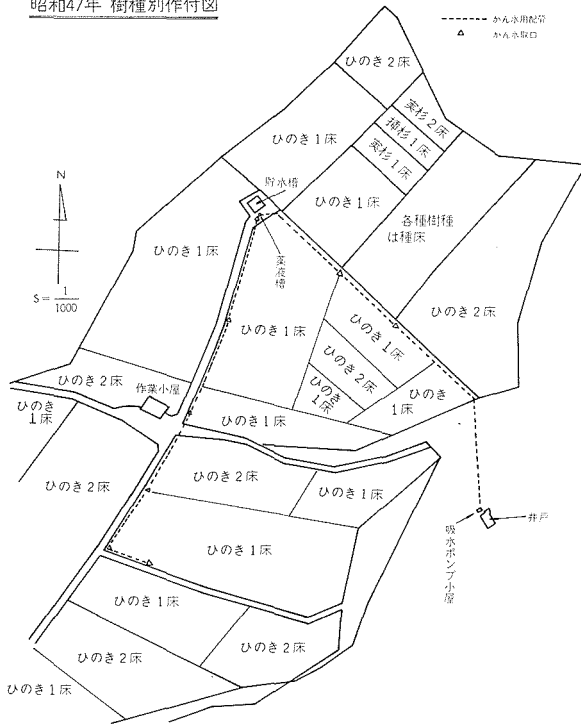 昭和47年 樹種別作付図
かん水用配管
かん水取口
N
S = 1/1000
ひのき2床
実杉2床
挿杉1床
実杉1床
ひのき1床
ひのき1床
各種樹種
は種床
貯水槽
薬液槽
ひのき1床
ひのき2床
ひのき1床
ひのき1床
ひのき2床
ひのき
1床
ひのき
1床
ひのき2床
作業小屋
ひのき
1床
ひのき1床
ひのき2床
ひのき2床
ひのき1床
ひのき1床
井戸
吸水ポンプ小屋
ひのき1床
ひのき2床
ひのき2床
ひのき1床